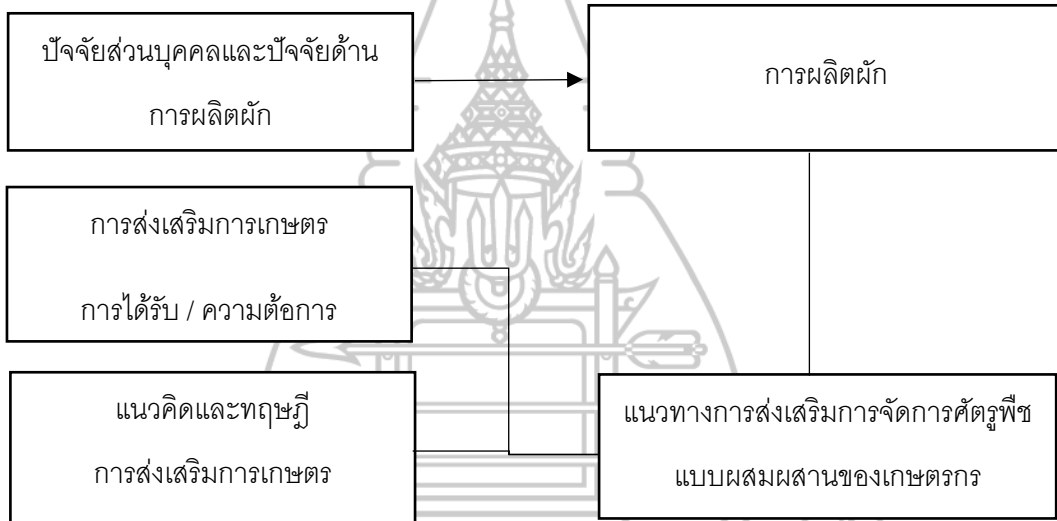 ปัจจัยส่วนบุคคลและปัจจัยด้าน
การผลิตผัก
การผลิตผัก
การส่งเสริมการเกษตร
การได้รับ / ความต้อการ
แนวคิดและทฤษฎี
การส่งเสริมการเกษตร
แนวทางการส่งเสริมการจัดการศัตรูพืช
แบบผสมผสานของเกษตรกร